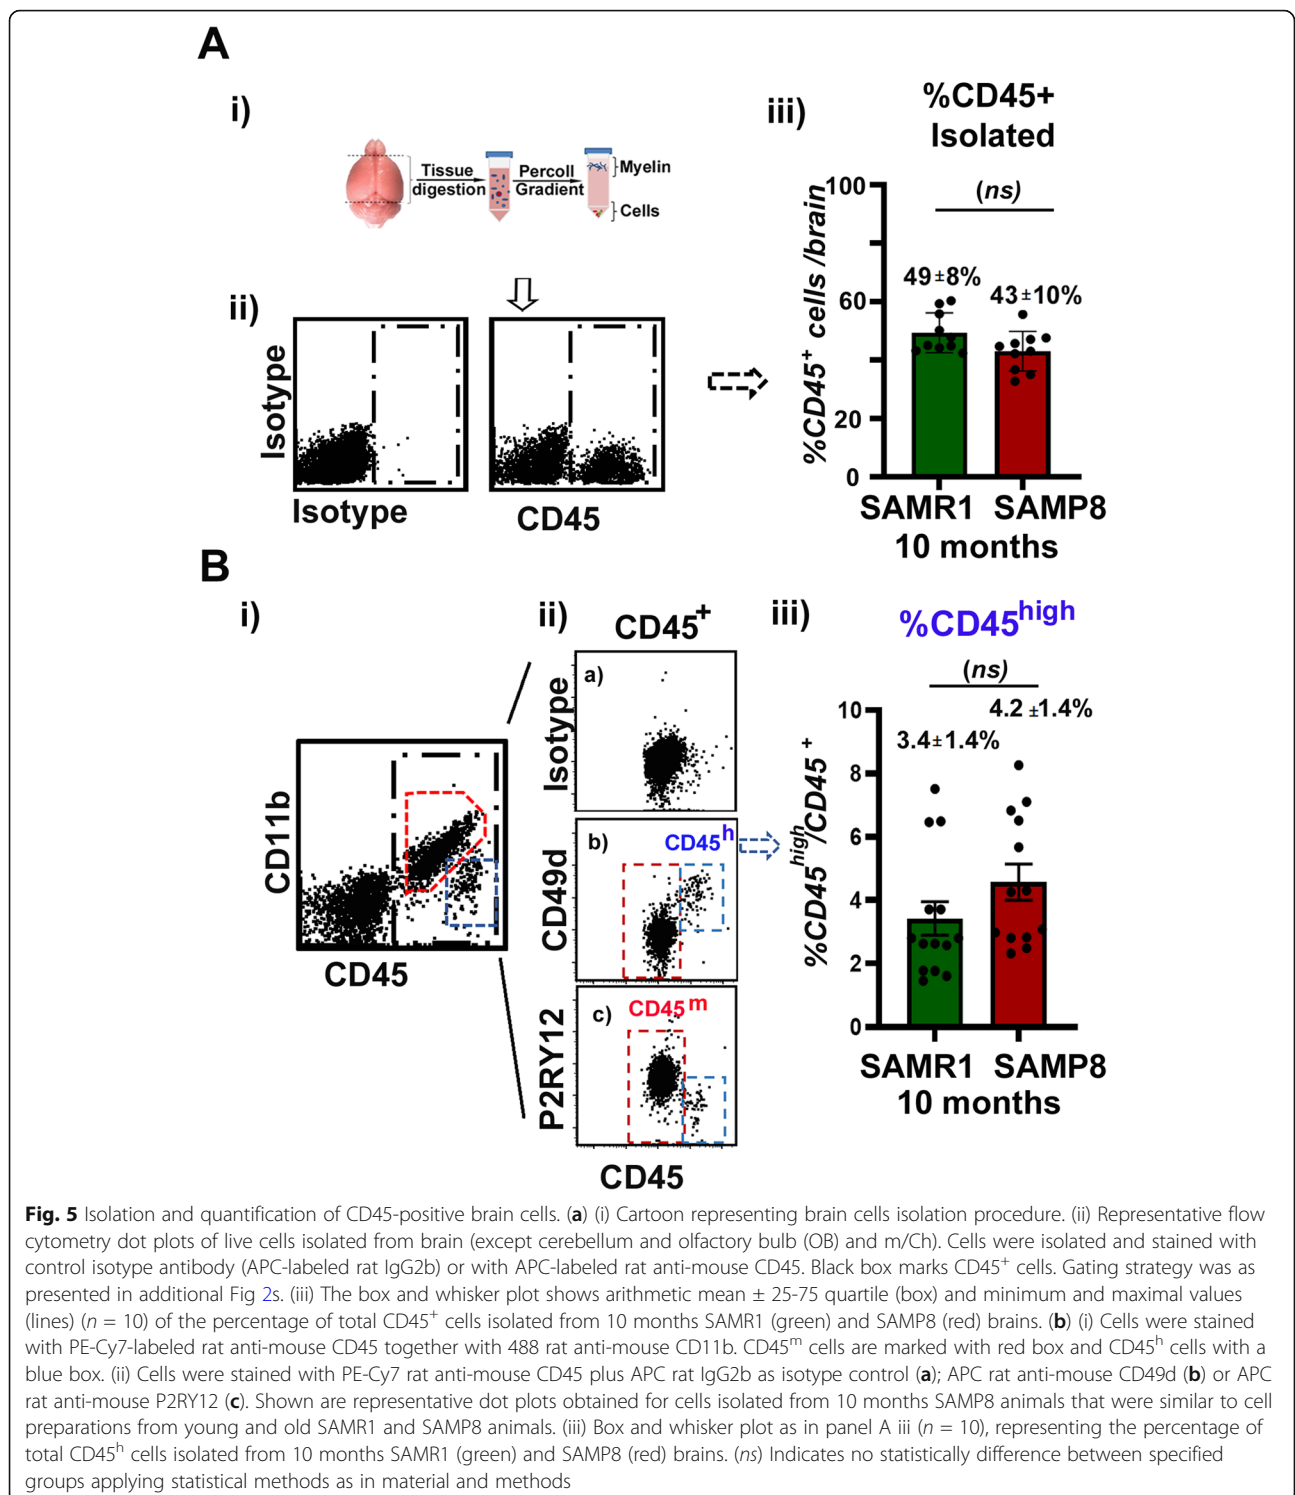 A
i)
Tissue
digestion
Percoll
Gradient
Myelin
Cells
ii)
Isotype
Isotype
CD45
iii)
%CD45+
Isolated
(ns)
%CD45+ cells /brain
100
60
20
0
49±8%
43±10%
SAMR1 SAMP8
10 months
B
i)
CD11b
CD45
ii)
CD45+
a)
Isotype
b)
CD45h
CD49d
c)
CD45m
P2RY12
CD45
iii)
%CD45high
(ns)
4.2 ±1.4%
3.4±1.4%
%CD45high/CD45+
10
8
6
4
2
0
SAMR1 SAMP8
10 months
Fig. 5 Isolation and quantification of CD45-positive brain cells. (a) (i) Cartoon representing brain cells isolation procedure. (ii) Representative flow
cytometry dot plots of live cells isolated from brain (except cerebellum and olfactory bulb (OB) and m/Ch). Cells were isolated and stained with
control isotype antibody (APC-labeled rat IgG2b) or with APC-labeled rat anti-mouse CD45. Black box marks CD45+ cells. Gating strategy was as
presented in additional Fig 2s. (iii) The box and whisker plot shows arithmetic mean ± 25-75 quartile (box) and minimum and maximal values
(lines) (n = 10) of the percentage of total CD45+ cells isolated from 10 months SAMR1 (green) and SAMP8 (red) brains. (b) (i) Cells were stained
with PE-Cy7-labeled rat anti-mouse CD45 together with 488 rat anti-mouse CD11b. CD45m cells are marked with red box and CD45h cells with a
blue box. (ii) Cells were stained with PE-Cy7 rat anti-mouse CD45 plus APC rat IgG2b as isotype control (a); APC rat anti-mouse CD49d (b) or APC
rat anti-mouse P2RY12 (c). Shown are representative dot plots obtained for cells isolated from 10 months SAMP8 animals that were similar to cell
preparations from young and old SAMR1 and SAMP8 animals. (iii) Box and whisker plot as in panel A iii (n = 10), representing the percentage of
total CD45h cells isolated from 10 months SAMR1 (green) and SAMP8 (red) brains. (ns) Indicates no statistically difference between specified
groups applying statistical methods as in material and methods